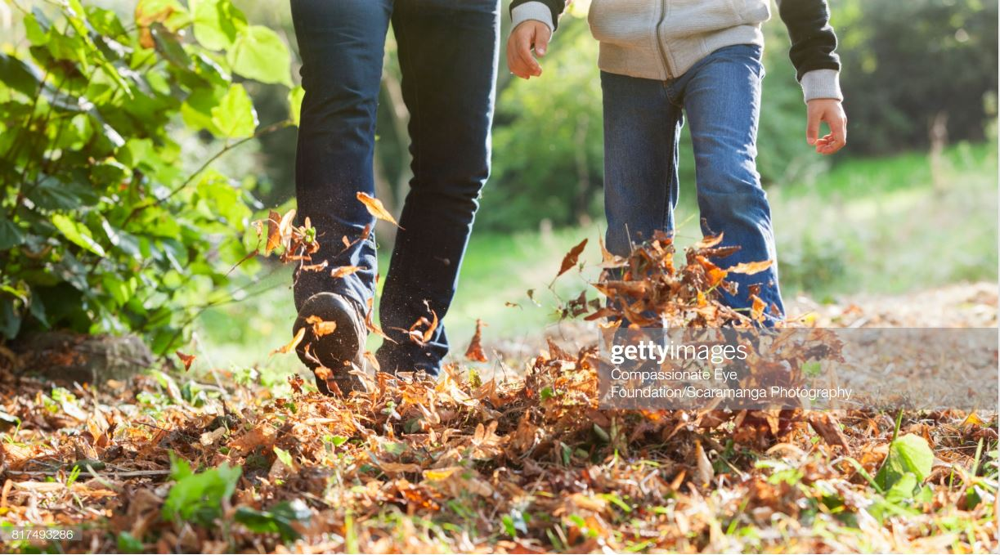 gettyimages
Compassionate Eye
Foundation/Scaramanga Photography
817493286